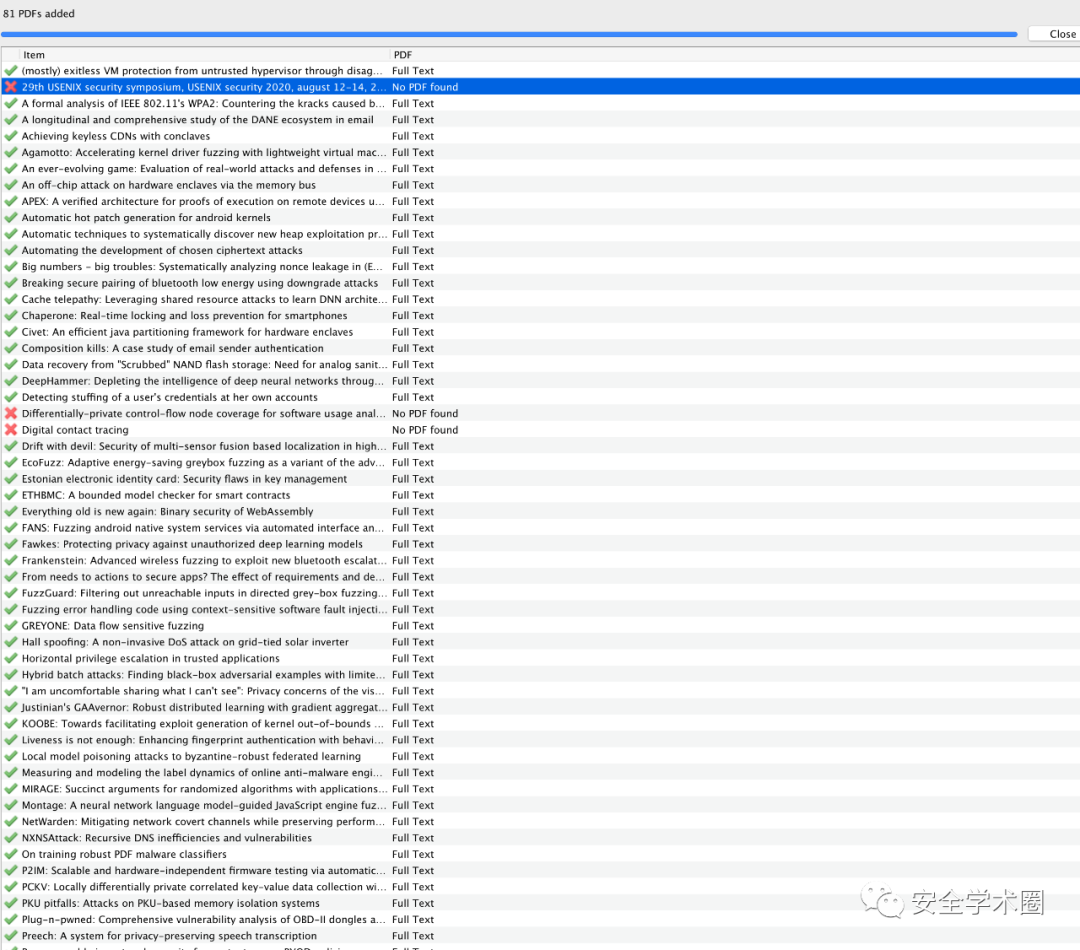 81 PDFs added
Close
Item PDF
(mostly) exitless VM protection from untrusted hypervisor through disag... Full Text
29th USENIX security symposium, USENIX security 2020, august 12-14, 2... No PDF found
A formal analysis of IEEE 802.11's WPA2: Countering the kracks caused b... Full Text
A longitudinal and comprehensive study of the DANE ecosystem in email Full Text
Achieving keyless CDNs with conclaves Full Text
Agamotto: Accelerating kernel driver fuzzing with lightweight virtual mac... Full Text
An ever-evolving game: Evaluation of real-world attacks and defenses in ... Full Text
An off-chip attack on hardware enclaves via the memory bus Full Text
APEX: A verified architecture for proofs of execution on remote devices u... Full Text
Automatic hot patch generation for android kernels Full Text
Automatic techniques to systematically discover new heap exploitation pr... Full Text
Automating the development of chosen ciphertext attacks Full Text
Big numbers - big troubles: Systematically analyzing nonce leakage in (E... Full Text
Breaking secure pairing of bluetooth low energy using downgrade attacks Full Text
Cache telepathy: Leveraging shared resource attacks to learn DNN archite... Full Text
Chaperone: Real-time locking and loss prevention for smartphones Full Text
Civet: An efficient java partitioning framework for hardware enclaves Full Text
Composition kills: A case study of email sender authentication Full Text
Data recovery from "Scrubbed" NAND flash storage: Need for analog sanit... Full Text
DeepHammer: Depleting the intelligence of deep neural networks throug... Full Text
Detecting stuffing of a user's credentials at her own accounts Full Text
Differentially-private control-flow node coverage for software usage anal... No PDF found
Digital contact tracing No PDF found
Drift with devil: Security of multi-sensor fusion based localization in high... Full Text
EcoFuzz: Adaptive energy-saving greybox fuzzing as a variant of the adv... Full Text
Estonian electronic identity card: Security flaws in key management Full Text
ETHBMC: A bounded model checker for smart contracts Full Text
Everything old is new again: Binary security of WebAssembly Full Text
FANS: Fuzzing android native system services via automated interface an... Full Text
Fawkes: Protecting privacy against unauthorized deep learning models Full Text
Frankenstein: Advanced wireless fuzzing to exploit new bluetooth escalat... Full Text
From needs to actions to secure apps? The effect of requirements and de... Full Text
FuzzGuard: Filtering out unreachable inputs in directed grey-box fuzzing... Full Text
Fuzzing error handling code using context-sensitive software fault injecti... Full Text
GREYONE: Data flow sensitive fuzzing Full Text
Hall spoofing: A non-invasive DoS attack on grid-tied solar inverter Full Text
Horizontal privilege escalation in trusted applications Full Text
Hybrid batch attacks: Finding black-box adversarial examples with limite... Full Text
"I am uncomfortable sharing what I can't see": Privacy concerns of the vis... Full Text
Justinian's GAAvernor: Robust distributed learning with gradient aggregat... Full Text
KOOBE: Towards facilitating exploit generation of kernel out-of-bounds ... Full Text
Liveness is not enough: Enhancing fingerprint authentication with behavi... Full Text
Local model poisoning attacks to byzantine-robust federated learning Full Text
Measuring and modeling the label dynamics of online anti-malware engi... Full Text
MIRAGE: Succinct arguments for randomized algorithms with applications... Full Text
Montage: A neural network language model-guided JavaScript engine fuz... Full Text
NetWarden: Mitigating network covert channels while preserving perform... Full Text
NXNSAttack: Recursive DNS inefficiencies and vulnerabilities Full Text
On training robust PDF malware classifiers Full Text
P2IM: Scalable and hardware-independent firmware testing via automatic... Full Text
PCKV: Locally differentially private correlated key-value data collection wi... Full Text
PKU pitfalls: Attacks on PKU-based memory isolation systems Full Text
Plug-n-pwned: Comprehensive vulnerability analysis of OBD-II dongles a... Full Text
Preech: A system for privacy-preserving speech transcription Full Text
安全学术圈